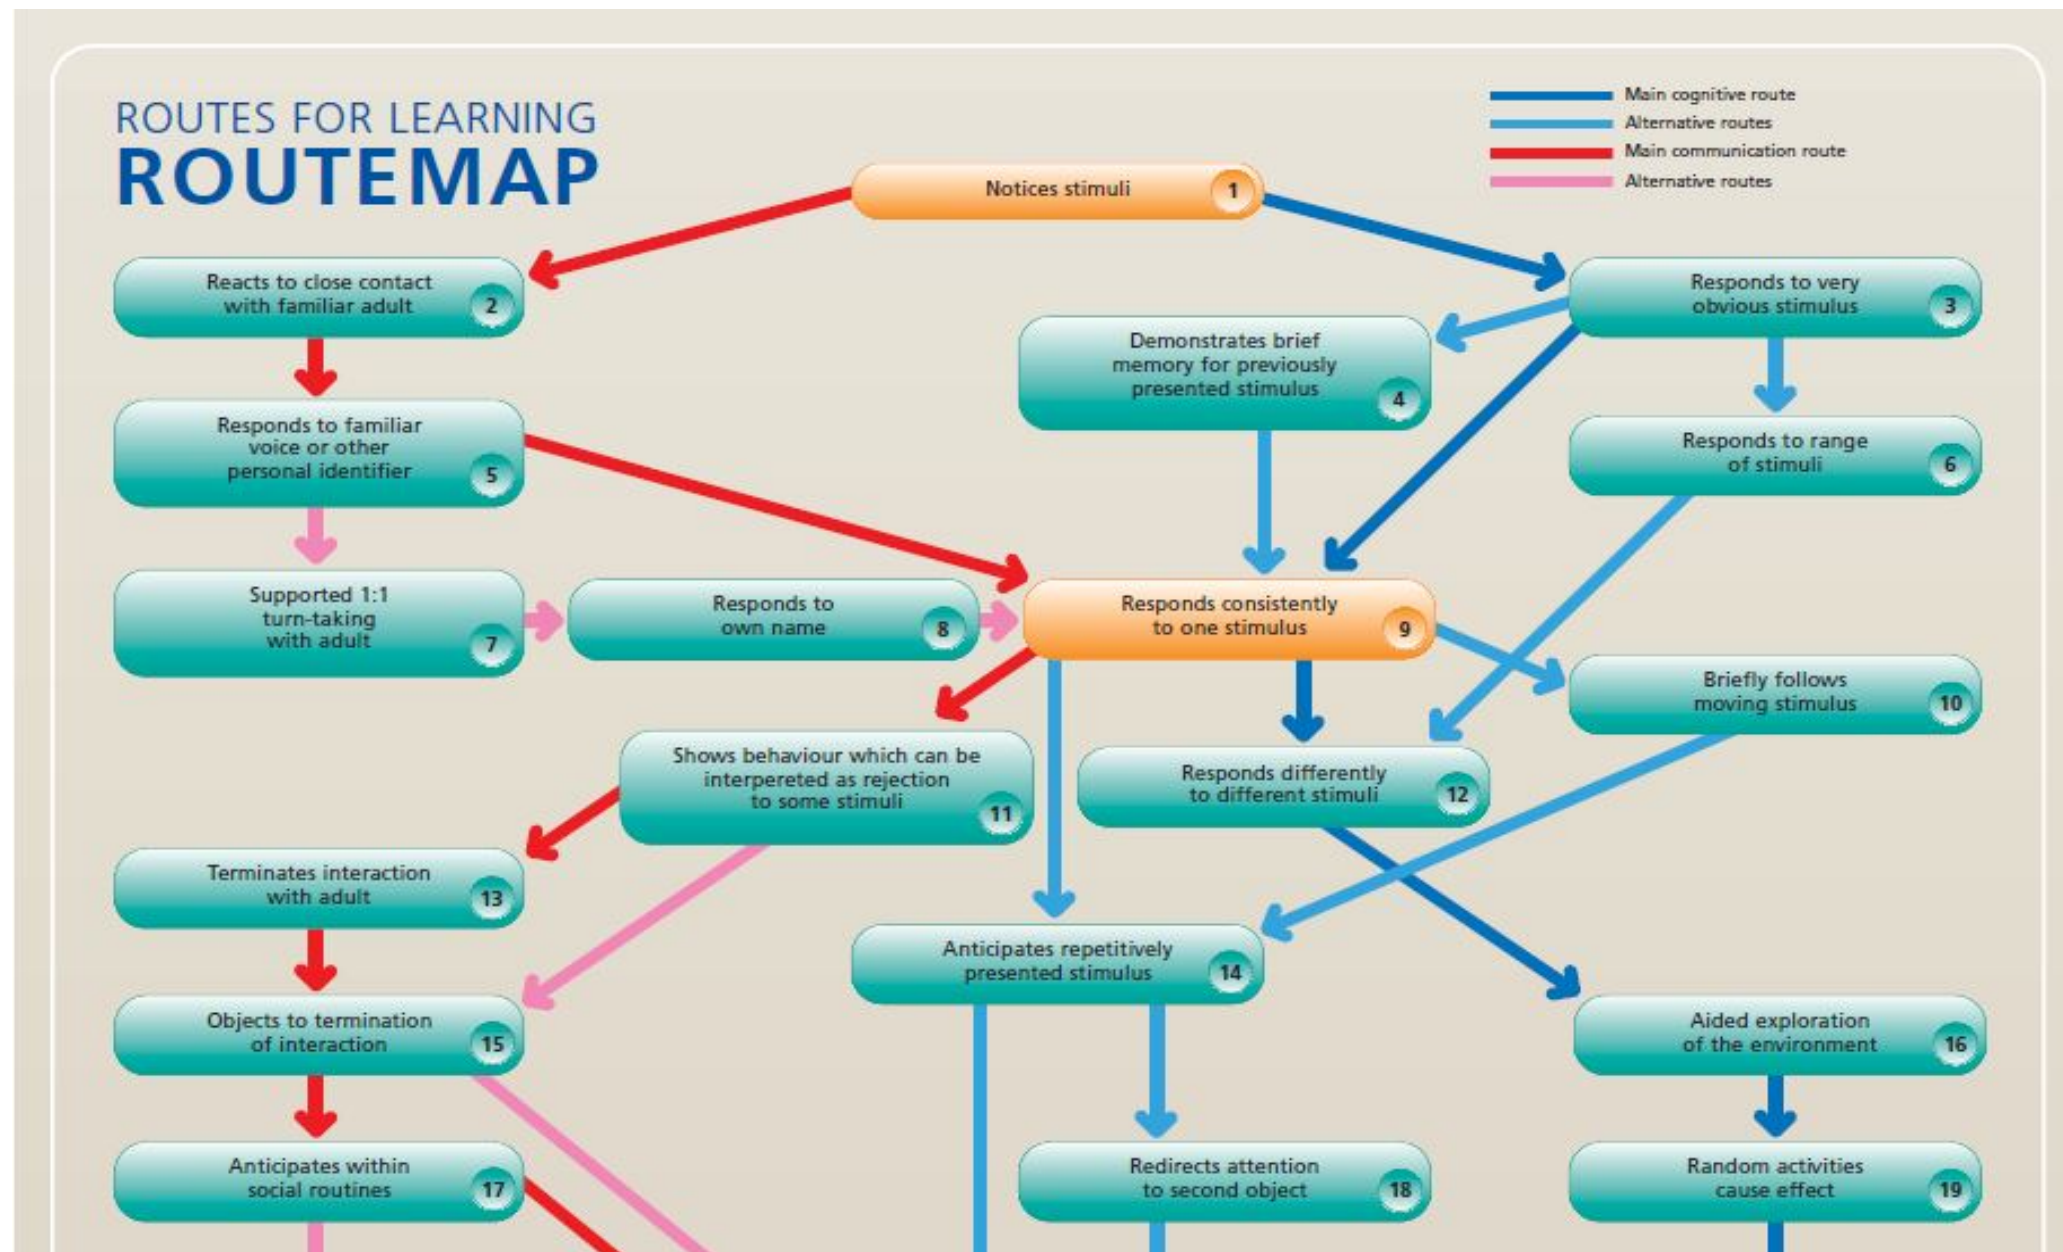 ROUTES FOR LEARNING
ROUTEMAP
Main cognitive route
Alternative routes
Main communication route
Alternative routes
Notices stimuli 1
Reacts to close contact
with familiar adult 2
Responds to very
obvious stimulus 3
Demonstrates brief
memory for previously
presented stimulus 4
Responds to familiar
voice or other
personal identifier 5
Responds to range
of stimuli 6
Supported 1:1
turn-taking
with adult 7
Responds to
own name 8
Responds consistently
to one stimulus 9
Briefly follows
moving stimulus 10
Shows behaviour which can be
interpereted as rejection
to some stimuli 11
Responds differently
to different stimuli 12
Terminates interaction
with adult 13
Anticipates repetitively
presented stimulus 14
Objects to termination
of interaction 15
Aided exploration
of the environment 16
Anticipates within
social routines 17
Redirects attention
to second object 18
Random activities
cause effect 19